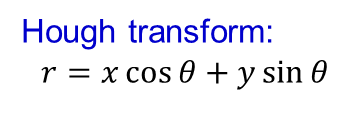 Hough transform:
𝑟 = 𝑥 cos 𝜃 + 𝑦 sin 𝜃